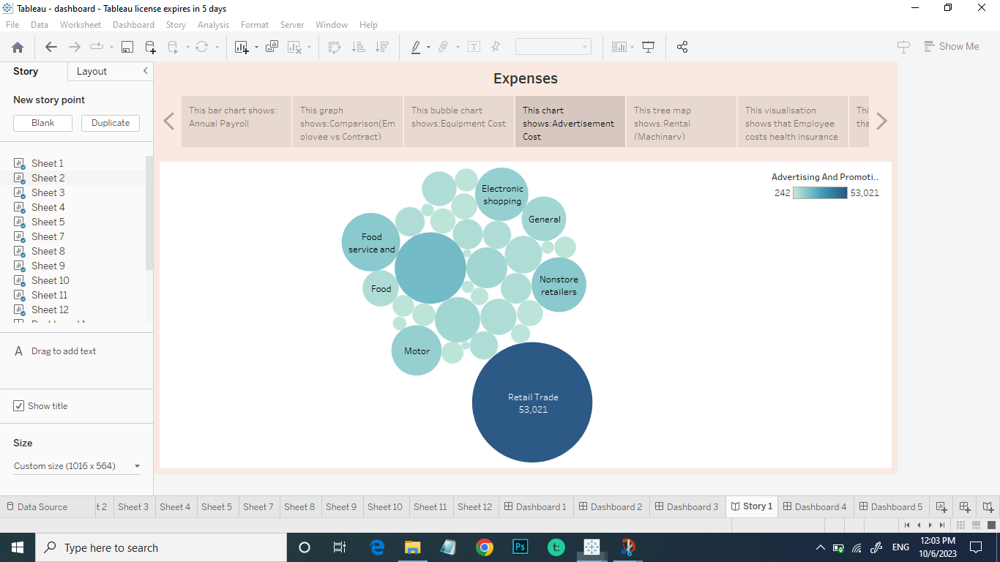 Tableau - dashboard - Tableau license expires in 5 days
File Data Worksheet Dashboard Story Analysis Format Server Window Help
Show Me
Story Layout
New story point
Blank Duplicate
Sheet 1
Sheet 2
Sheet 3
Sheet 4
Sheet 5
Sheet 7
Sheet 8
Sheet 9
Sheet 10
Sheet 11
Sheet 12
A Drag to add text
Show title
Size
Custom size (1016 x 564)
Expenses
This bar chart shows:
Annual Payroll
This graph
shows:Comparison(Em
ployee vs Contract)
This bubble chart
shows:Equipment Cost
This chart
shows:Advertisement
Cost
This tree map
shows:Rental
(Machinary)
This visualisation
shows that Employee
costs health insurance
Thi
tha
Advertising And Promoti..
242 53,021
Electronic
shopping
General
Food
service and
Food
Nonstore
retailers
Motor
Retail Trade
53,021
Data Source t 2 Sheet 3 Sheet 4 Sheet 5 Sheet 7 Sheet 8 Sheet 9 Sheet 10 Sheet 11 Sheet 12 Dashboard 1 Dashboard 2 Dashboard 3 Story 1 Dashboard 4 Dashboard 5
Type here to search
Ps
t:
ENG
12:03 PM
10/6/2023